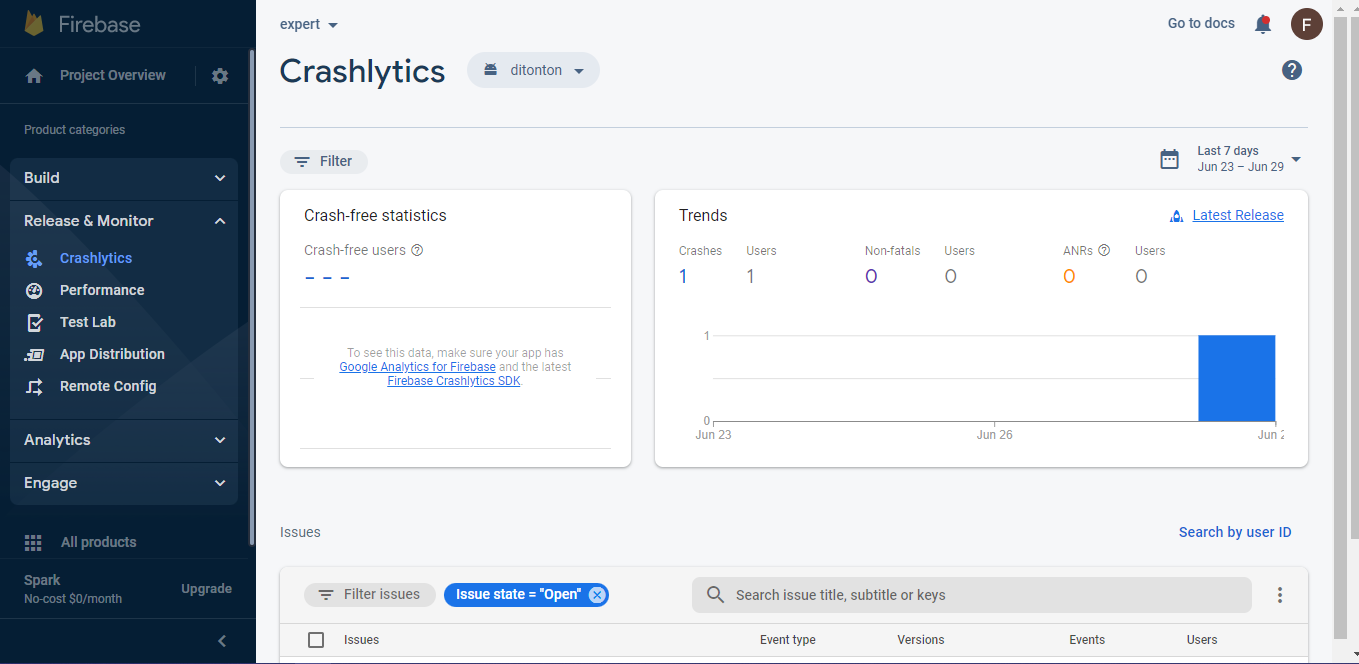 Firebase
Project Overview
Product categories
Build
Release & Monitor
Crashlytics
Performance
Test Lab
App Distribution
Remote Config
Analytics
Engage
All products
Spark
No-cost $0/month
Upgrade
expert
Go to docs
F
Crashlytics
ditonton
?
Filter
Last 7 days
Jun 23 – Jun 29
Crash-free statistics
Crash-free users ?
– – –
To see this data, make sure your app has
Google Analytics for Firebase and the latest
Firebase Crashlytics SDK.
Trends
Latest Release
Crashes Users Non-fatals Users ANRs ? Users
1 1 0 0 0 0
1
0
Jun 23 Jun 26 Jun 2
Issues
Search by user ID
Filter issues
Issue state = "Open"
Search issue title, subtitle or keys
Issues Event type Versions Events Users